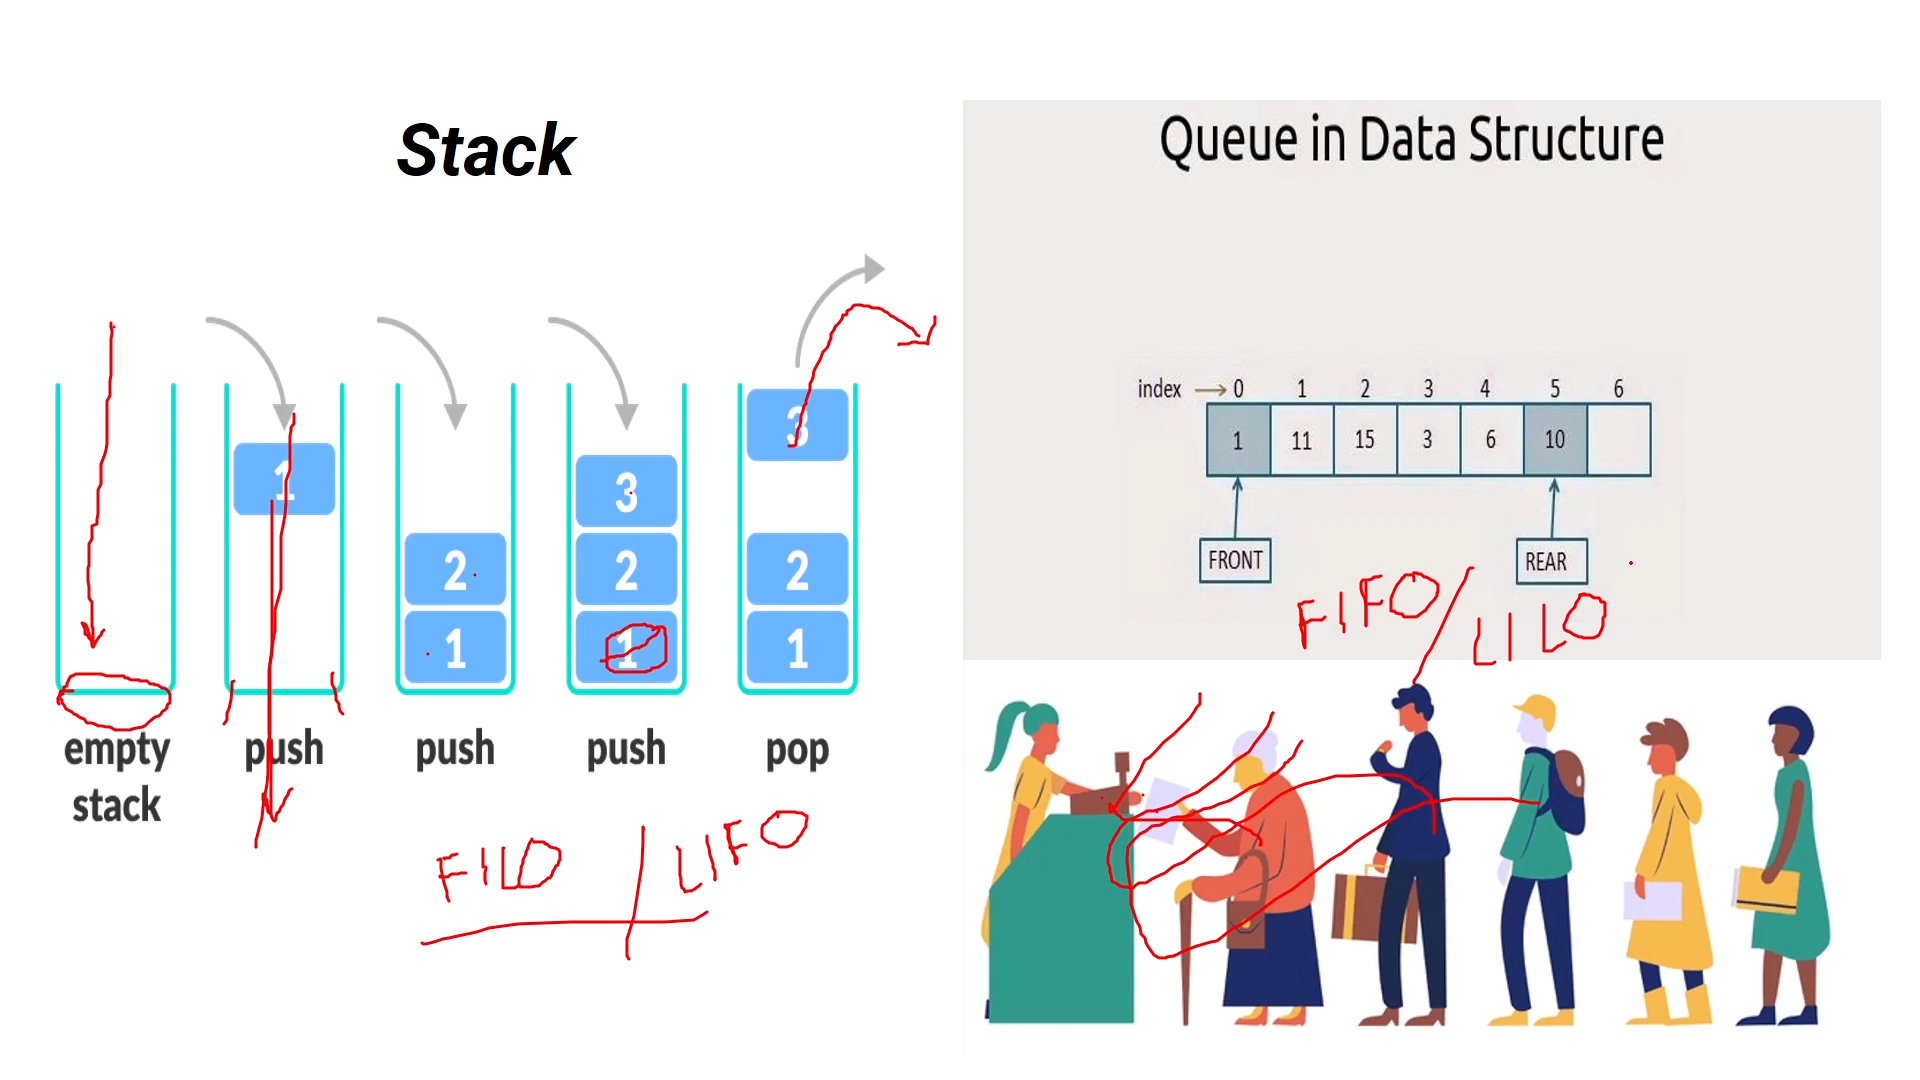 Stack
1
2
1
3
2
1
3
2
1
empty
stack
push
push
push
pop
FILO / LIFO
Queue in Data Structure
index 0 1 2 3 4 5 6
1 11 15 3 6 10
FRONT REAR
FIFO / LILO